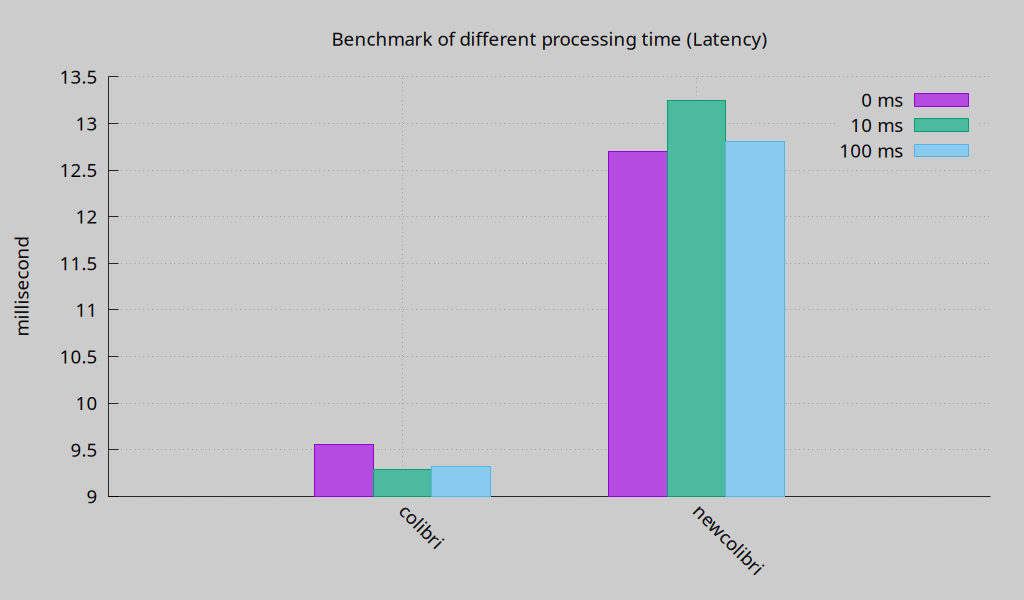 Benchmark of different processing time (Latency)
13.5
13
12.5
12
11.5
11
10.5
10
9.5
9
millisecond
0 ms
10 ms
100 ms
colibri
newcolibri